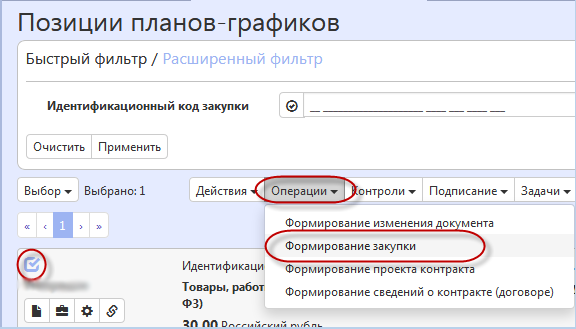 Позиции планов-графиков
Быстрый фильтр / Расширенный фильтр
Идентификационный код закупки
Очистить Применить
Выбор Выбрано: 1 Действия Операции Контроли Подписание Задачи
« ‹ 1 › »
Формирование изменения документа
Формирование закупки
Формирование проекта контракта
Формирование сведений о контракте (договоре)
Идентификац
Товары, работ
ФЗ)
30.00 Российский рубль